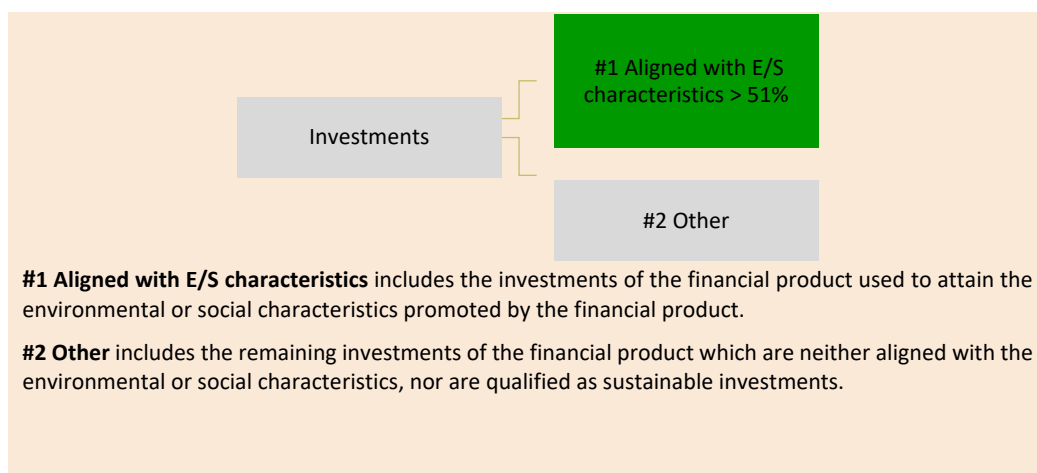 #1 Aligned with E/S
characteristics > 51%
Investments
#2 Other
#1 Aligned with E/S characteristics includes the investments of the financial product used to attain the
environmental or social characteristics promoted by the financial product.
#2 Other includes the remaining investments of the financial product which are neither aligned with the
environmental or social characteristics, nor are qualified as sustainable investments.